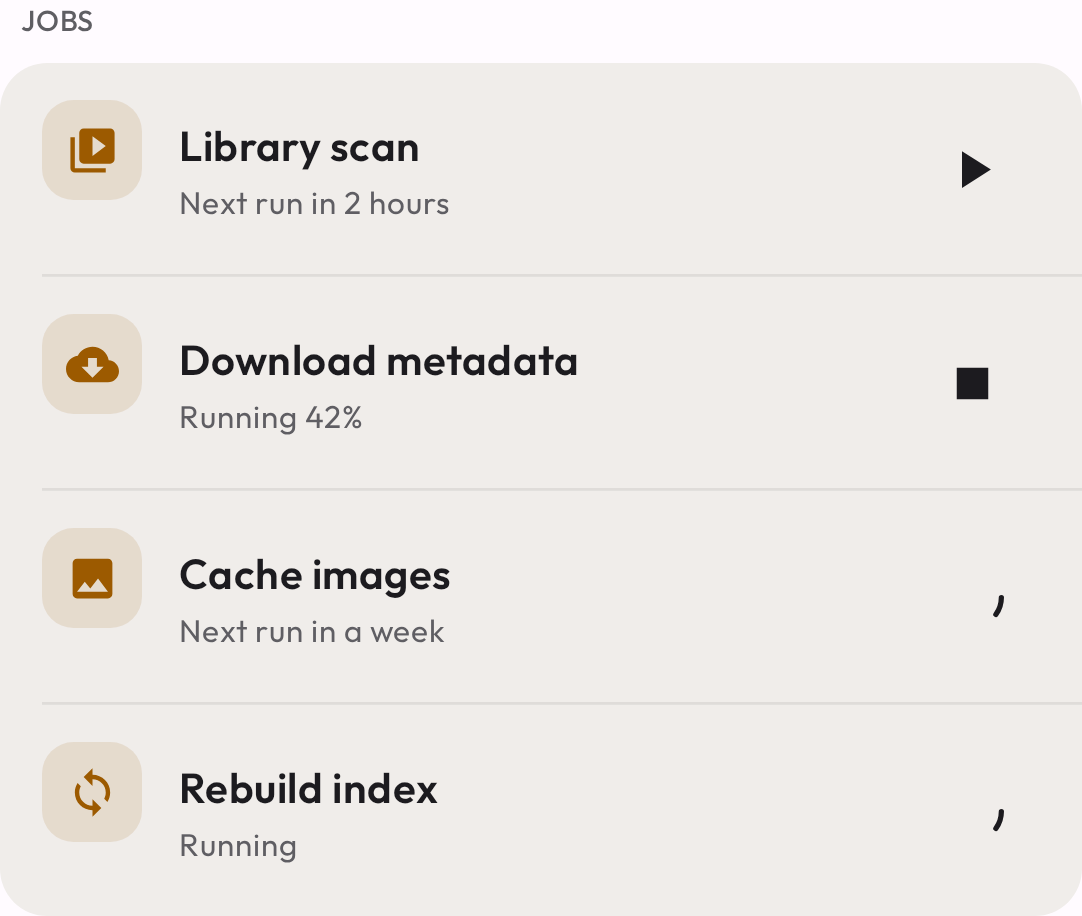 JOBS
Library scan
Next run in 2 hours
Download metadata
Running 42%
Cache images
Next run in a week
Rebuild index
Running